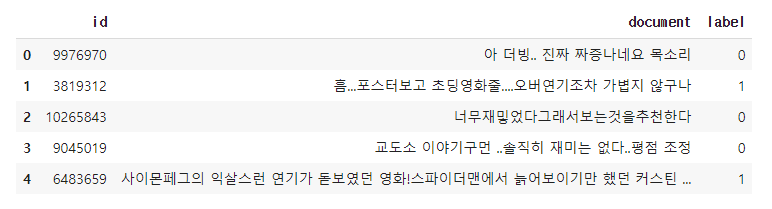 id document label
0 9976970 아 더빙.. 진짜 짜증나네요 목소리 0
1 3819312 흠...포스터보고 초딩영화줄....오버연기조차 가볍지 않구나 1
2 10265843 너무재밓었다그래서보는것을추천한다 0
3 9045019 교도소 이야기구먼 ..솔직히 재미는 없다..평점 조정 0
4 6483659 사이몬페그의 익살스런 연기가 돋보였던 영화!스파이더맨에서 늙어보이기만 했던 커스틴 ... 1